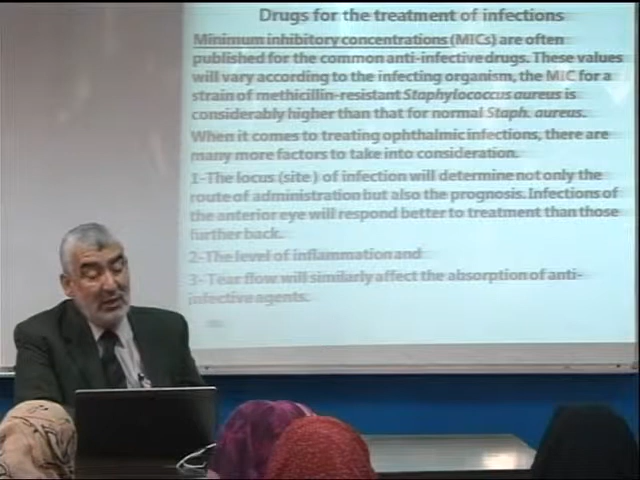 Drugs for the treatment of infections
Minimum inhibitory concentrations (MICs) are often
published for the common anti-infective drugs. These values
will vary according to the infecting organism, the MIC for a
strain of methicillin-resistant Staphylococcus aureus is
considerably higher than that for normal Staph. aureus.
When it comes to treating ophthalmic infections, there are
many more factors to take into consideration.
1-The locus (site) of infection will determine not only the
route of administration but also the prognosis. Infections of
the anterior eye will respond better to treatment than those
further back.
2-The level of inflammation and
3- Tear flow will similarly affect the absorption of anti-
infective agents.